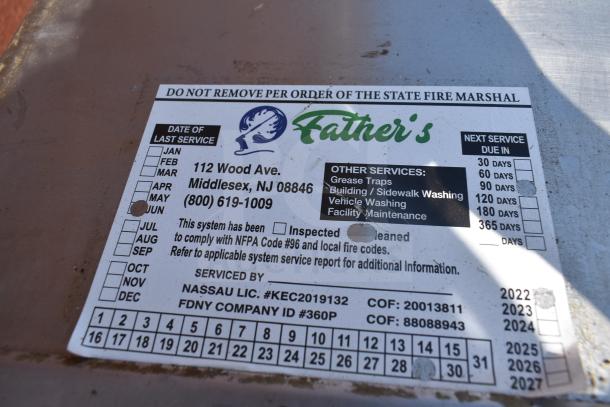 DO NOT REMOVE PER ORDER OF THE STATE FIRE MARSHAL
Father's
DATE OF
LAST SERVICE
JAN
FEB
MAR
APR
MAY
JUN
JUL
AUG
SEP
OCT
NOV
DEC
112 Wood Ave.
Middlesex, NJ 08846
(800) 619-1009
OTHER SERVICES:
Grease Traps
Building / Sidewalk Washing
Vehicle Washing
Facility Maintenance
NEXT SERVICE
DUE IN
30 DAYS
60 DAYS
90 DAYS
120 DAYS
180 DAYS
365 DAYS
___ DAYS
This system has been Inspected leaned
to comply with NFPA Code #96 and local fire codes.
Refer to applicable system service report for additional Information.
SERVICED BY
NASSAU LIC. #KEC2019132 COF: 20013811
FDNY COMPANY ID #360P COF: 88088943
2022
2023
2024
2025
2026
2027
1 2 3 4 5 6 7 8 9 10 11 12 13 14 15
16 17 18 19 20 21 22 23 24 25 26 27 28 30 31